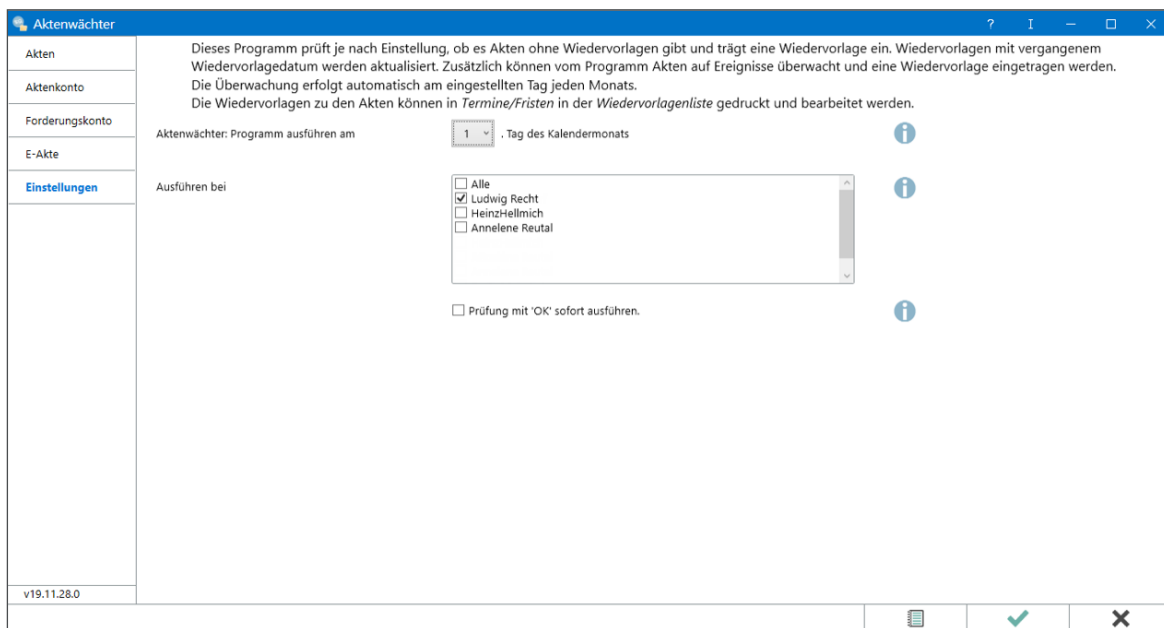 Aktenwächter
Akten
Aktenkonto
Forderungskonto
E-Akte
Einstellungen
Dieses Programm prüft je nach Einstellung, ob es Akten ohne Wiedervorlagen gibt und trägt eine Wiedervorlage ein. Wiedervorlagen mit vergangenem
Wiedervorlagedatum werden aktualisiert. Zusätzlich können vom Programm Akten auf Ereignisse überwacht und eine Wiedervorlage eingetragen werden.
Die Überwachung erfolgt automatisch am eingestellten Tag jeden Monats.
Die Wiedervorlagen zu den Akten können in Termine/Fristen in der Wiedervorlagenliste gedruckt und bearbeitet werden.
Aktenwächter: Programm ausführen am 1 . Tag des Kalendermonats
Ausführen bei
Alle
Ludwig Recht
HeinzHellmich
Annelene Reutal
Prüfung mit 'OK' sofort ausführen.
v19.11.28.0